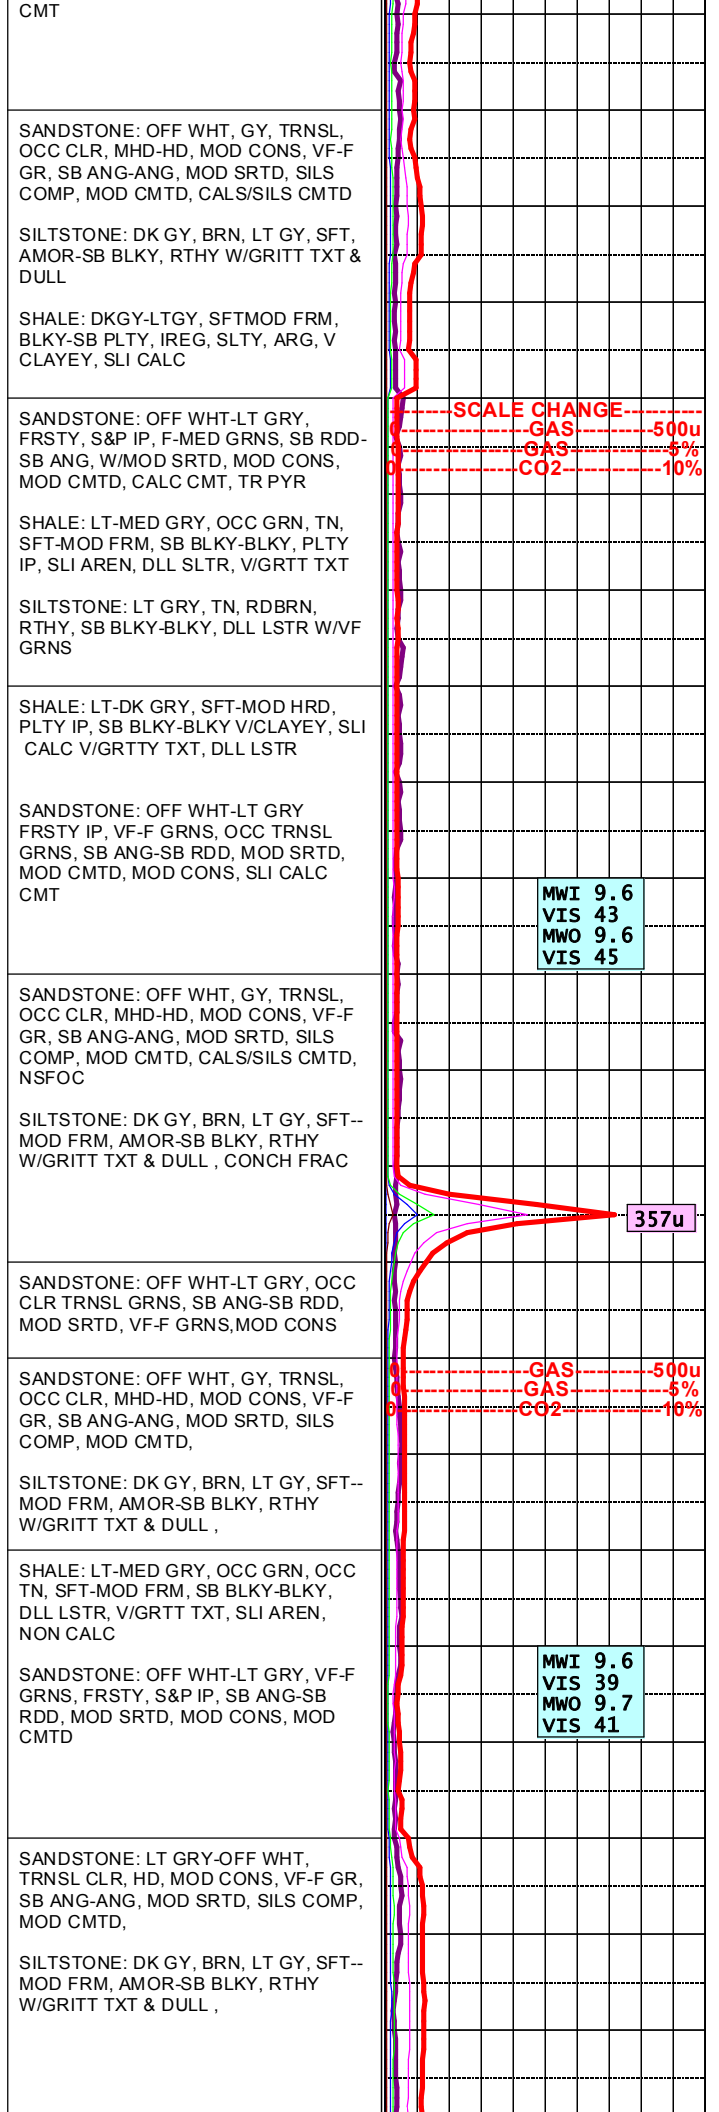 CMT
SANDSTONE: OFF WHT, GY, TRNSL,
OCC CLR, MHD-HD, MOD CONS, VF-F
GR, SB ANG-ANG, MOD SRTD, SILS
COMP, MOD CMTD, CALS/SILS CMTD
SILTSTONE: DK GY, BRN, LT GY, SFT,
AMOR-SB BLKY, RTHY W/GRITT TXT &
DULL
SHALE: DKGY-LTGY, SFTMOD FRM,
BLKY-SB PLTY, IREG, SLTY, ARG, V
CLAYEY, SLI CALC
SANDSTONE: OFF WHT-LT GRY,
FRSTY, S&P IP, F-MED GRNS, SB RDD-
SB ANG, W/MOD SRTD, MOD CONS,
MOD CMTD, CALC CMT, TR PYR
SHALE: LT-MED GRY, OCC GRN, TN,
SFT-MOD FRM, SB BLKY-BLKY, PLTY
IP, SLI AREN, DLL SLTR, V/GRTT TXT
SILTSTONE: LT GRY, TN, RDBRN,
RTHY, SB BLKY-BLKY, DLL LSTR W/VF
GRNS
-------SCALE CHANGE---------
0---------------GAS----------500u
0---------------GAS-----------5%
0--------------CO2----------10%
SHALE: LT-DK GRY, SFT-MOD HRD,
PLTY IP, SB BLKY-BLKY V/CLAYEY, SLI
CALC V/GRTTY TXT, DLL LSTR
SANDSTONE: OFF WHT-LT GRY
FRSTY IP, VF-F GRNS, OCC TRNSL
GRNS, SB ANG-SB RDD, MOD SRTD,
MOD CMTD, MOD CONS, SLI CALC
CMT
MWI 9.6
VIS 43
MWO 9.6
VIS 45
SANDSTONE: OFF WHT, GY, TRNSL,
OCC CLR, MHD-HD, MOD CONS, VF-F
GR, SB ANG-ANG, MOD SRTD, SILS
COMP, MOD CMTD, CALS/SILS CMTD,
NSFOC
SILTSTONE: DK GY, BRN, LT GY, SFT--
MOD FRM, AMOR-SB BLKY, RTHY
W/GRITT TXT & DULL , CONCH FRAC
357u
SANDSTONE: OFF WHT-LT GRY, OCC
CLR TRNSL GRNS, SB ANG-SB RDD,
MOD SRTD, VF-F GRNS,MOD CONS
SANDSTONE: OFF WHT, GY, TRNSL,
OCC CLR, MHD-HD, MOD CONS, VF-F
GR, SB ANG-ANG, MOD SRTD, SILS
COMP, MOD CMTD,
SILTSTONE: DK GY, BRN, LT GY, SFT--
MOD FRM, AMOR-SB BLKY, RTHY
W/GRITT TXT & DULL ,
0---------------GAS----------500u
0---------------GAS-----------5%
0--------------CO2----------10%
SHALE: LT-MED GRY, OCC GRN, OCC
TN, SFT-MOD FRM, SB BLKY-BLKY,
DLL LSTR, V/GRTT TXT, SLI AREN,
NON CALC
SANDSTONE: OFF WHT-LT GRY, VF-F
GRNS, FRSTY, S&P IP, SB ANG-SB
RDD, MOD SRTD, MOD CONS, MOD
CMTD
MWI 9.6
VIS 39
MWO 9.7
VIS 41
SANDSTONE: LT GRY-OFF WHT,
TRNSL CLR, HD, MOD CONS, VF-F GR,
SB ANG-ANG, MOD SRTD, SILS COMP,
MOD CMTD,
SILTSTONE: DK GY, BRN, LT GY, SFT--
MOD FRM, AMOR-SB BLKY, RTHY
W/GRITT TXT & DULL ,